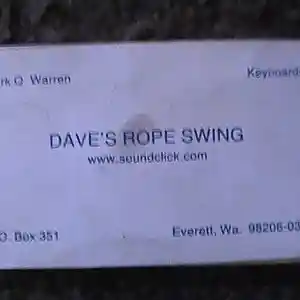 rk O Warren Keyboard
DAVE'S ROPE SWING
www.soundclick.com
O. Box 351 Everett, Wa. 98206-03